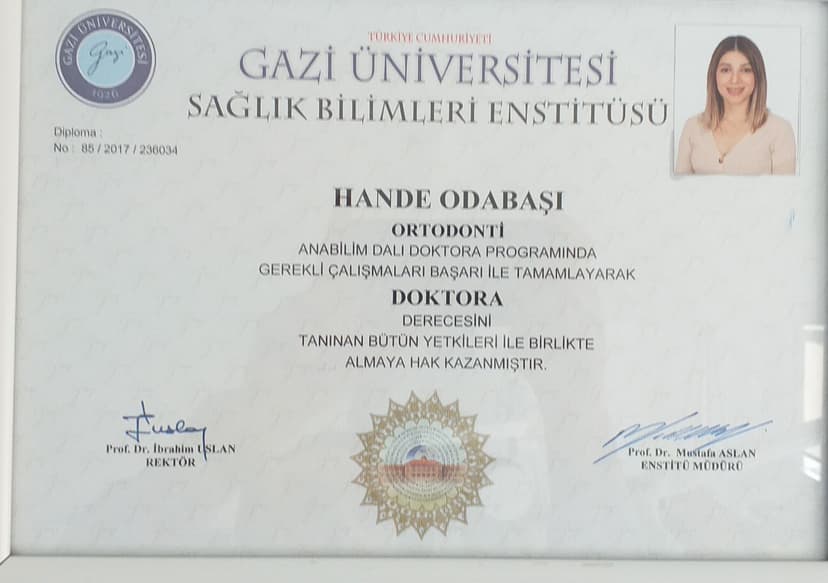 GAZİ ÜNİVERSİTESİ
Gazi
1926
TÜRKİYE CUMHURİYETİ
GAZİ ÜNİVERSİTESİ
SAĞLIK BİLİMLERİ ENSTİTÜSÜ
Diploma :
No : 85 / 2017 / 236034
HANDE ODABAŞI
ORTODONTİ
ANABİLİM DALI DOKTORA PROGRAMINDA
GEREKLİ ÇALIŞMALARI BAŞARI İLE TAMAMLAYARAK
DOKTORA
DERECESİNİ
TANINAN BÜTÜN YETKİLERİ İLE BİRLİKTE
ALMAYA HAK KAZANMIŞTIR.
Prof. Dr. İbrahim USLAN
REKTÖR
Prof. Dr. Mustafa ASLAN
ENSTİTÜ MÜDÜRÜ